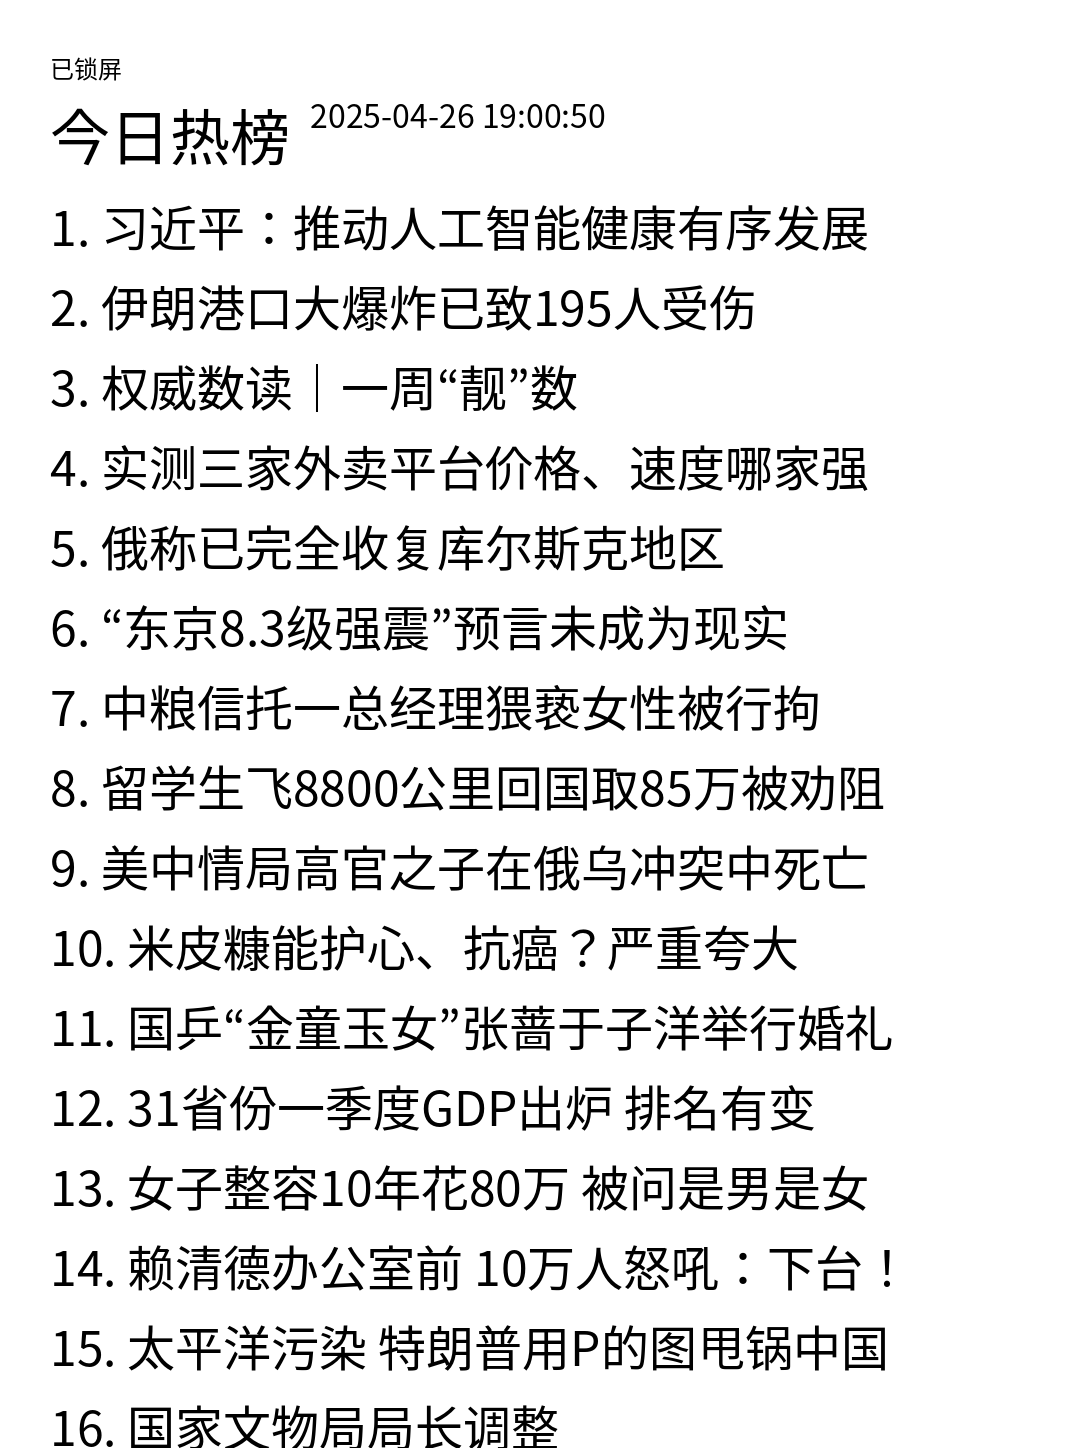 已锁屏
今日热榜 2025-04-26 19:00:50
1. 习近平：推动人工智能健康有序发展
2. 伊朗港口大爆炸已致195人受伤
3. 权威数读｜一周“靓”数
4. 实测三家外卖平台价格、速度哪家强
5. 俄称已完全收复库尔斯克地区
6. “东京8.3级强震”预言未成为现实
7. 中粮信托一总经理猥亵女性被行拘
8. 留学生飞8800公里回国取85万被劝阻
9. 美中情局高官之子在俄乌冲突中死亡
10. 米皮糠能护心、抗癌？严重夸大
11. 国乒“金童玉女”张蔷于子洋举行婚礼
12. 31省份一季度GDP出炉 排名有变
13. 女子整容10年花80万 被问是男是女
14. 赖清德办公室前 10万人怒吼：下台！
15. 太平洋污染 特朗普用P的图甩锅中国
16. 国家文物局局长调整